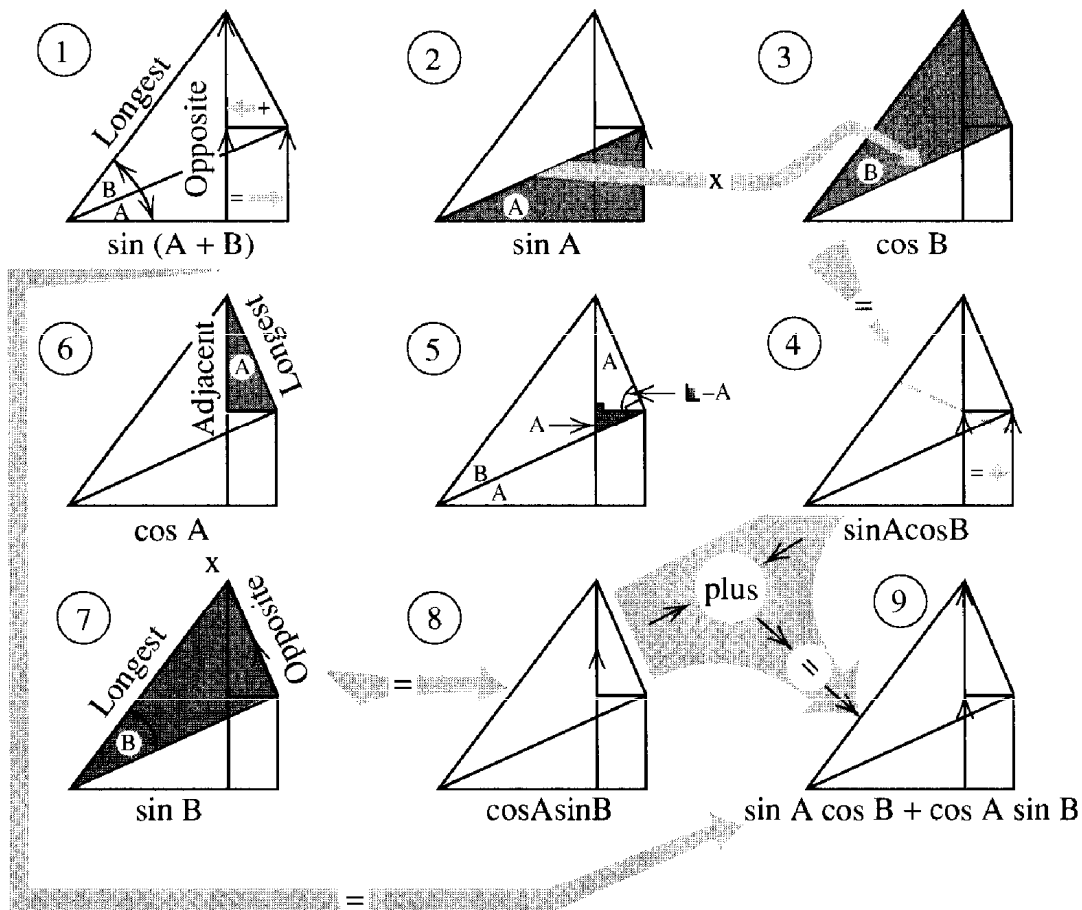 1
Longest
Opposite
+
=
B
A
sin (A + B)
2
A
sin A
x
3
B
cos B
=
6
Adjacent
Longest
A
cos A
x
5
A
–A
A
B
A
4
=
sinAcosB
7
Longest
Opposite
B
sin B
=
8
cosAsinB
plus
=
9
sin A cos B + cos A sin B
=